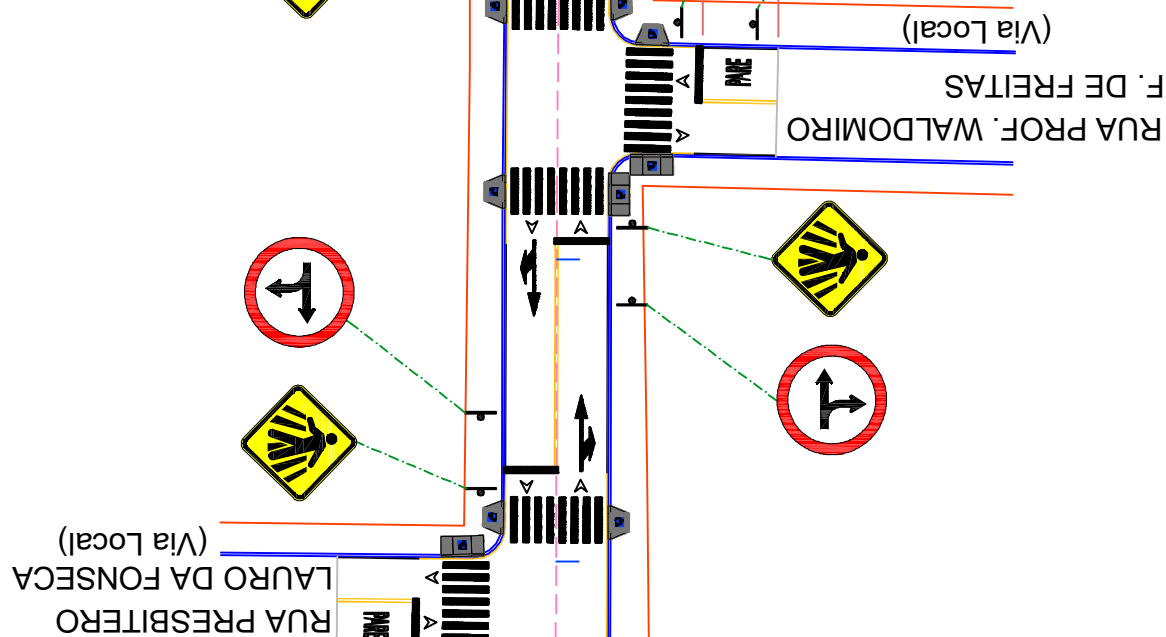 RUA PROF. WALDOMIRO
F. DE FREITAS
(Via Local)
PARE
RUA PRESBITERO
LAURO DA FONSECA
(Via Local)
PARE